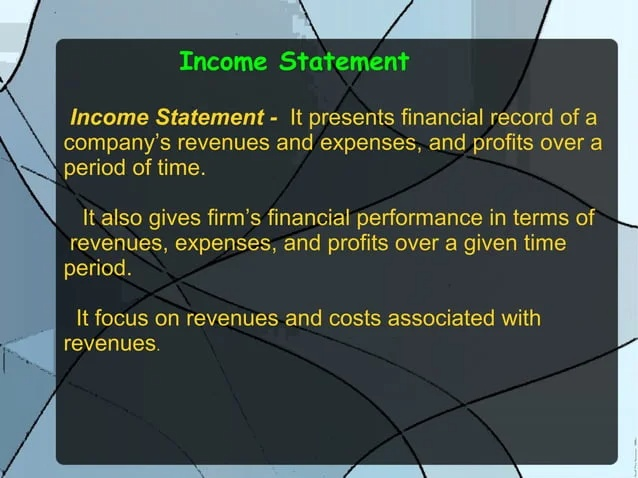 Income Statement
Income Statement - It presents financial record of a
company's revenues and expenses, and profits over a
period of time.
It also gives firm's financial performance in terms of
revenues, expenses, and profits over a given time
period.
It focus on revenues and costs associated with
revenues.